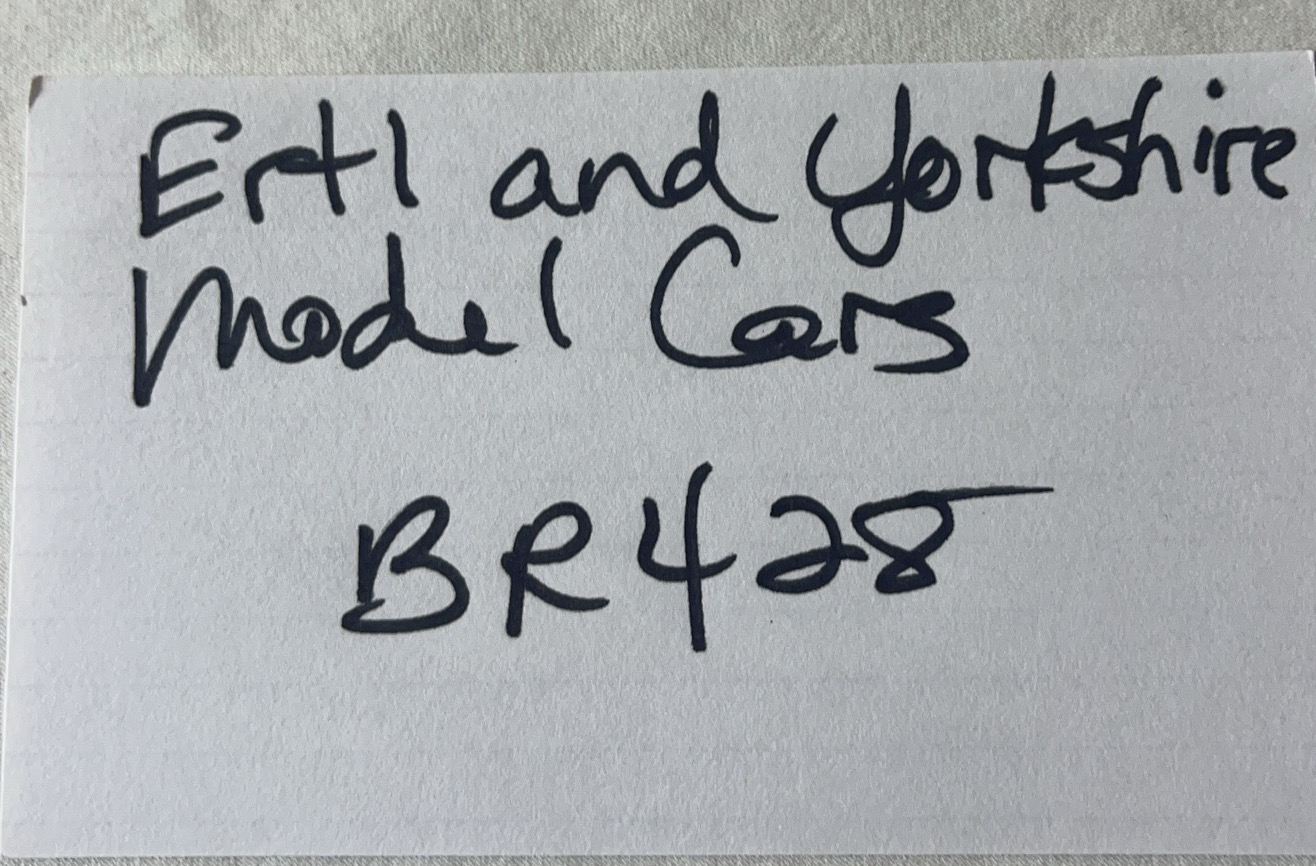 Ertl and Yorkshire
Model Cars
BR428